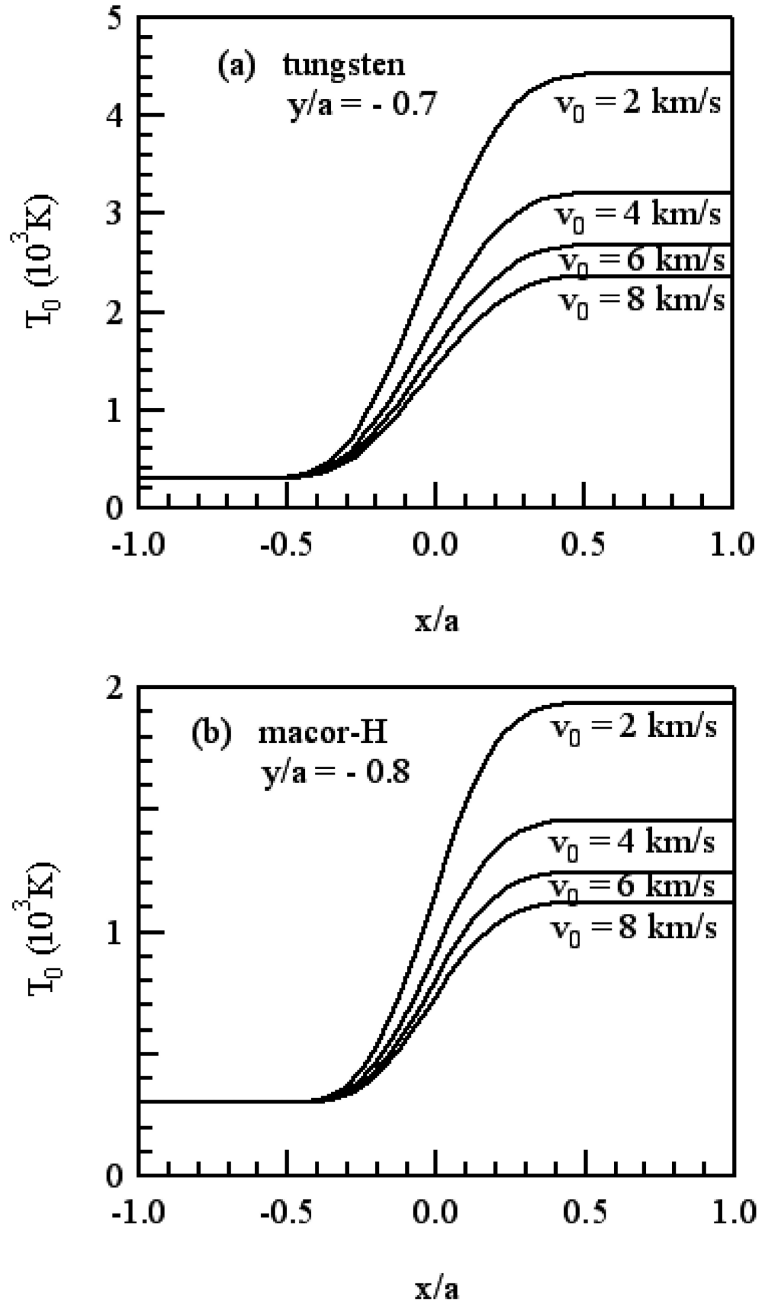 5
(a) tungsten
y/a = - 0.7
v₀ = 2 km/s
4
v₀ = 4 km/s
3
v₀ = 6 km/s
v₀ = 8 km/s
2
1
0
T₀ (10³K)
-1.0 -0.5 0.0 0.5 1.0
x/a
2
(b) macor-H
y/a = - 0.8
v₀ = 2 km/s
v₀ = 4 km/s
v₀ = 6 km/s
v₀ = 8 km/s
1
0
T₀ (10³K)
-1.0 -0.5 0.0 0.5 1.0
x/a